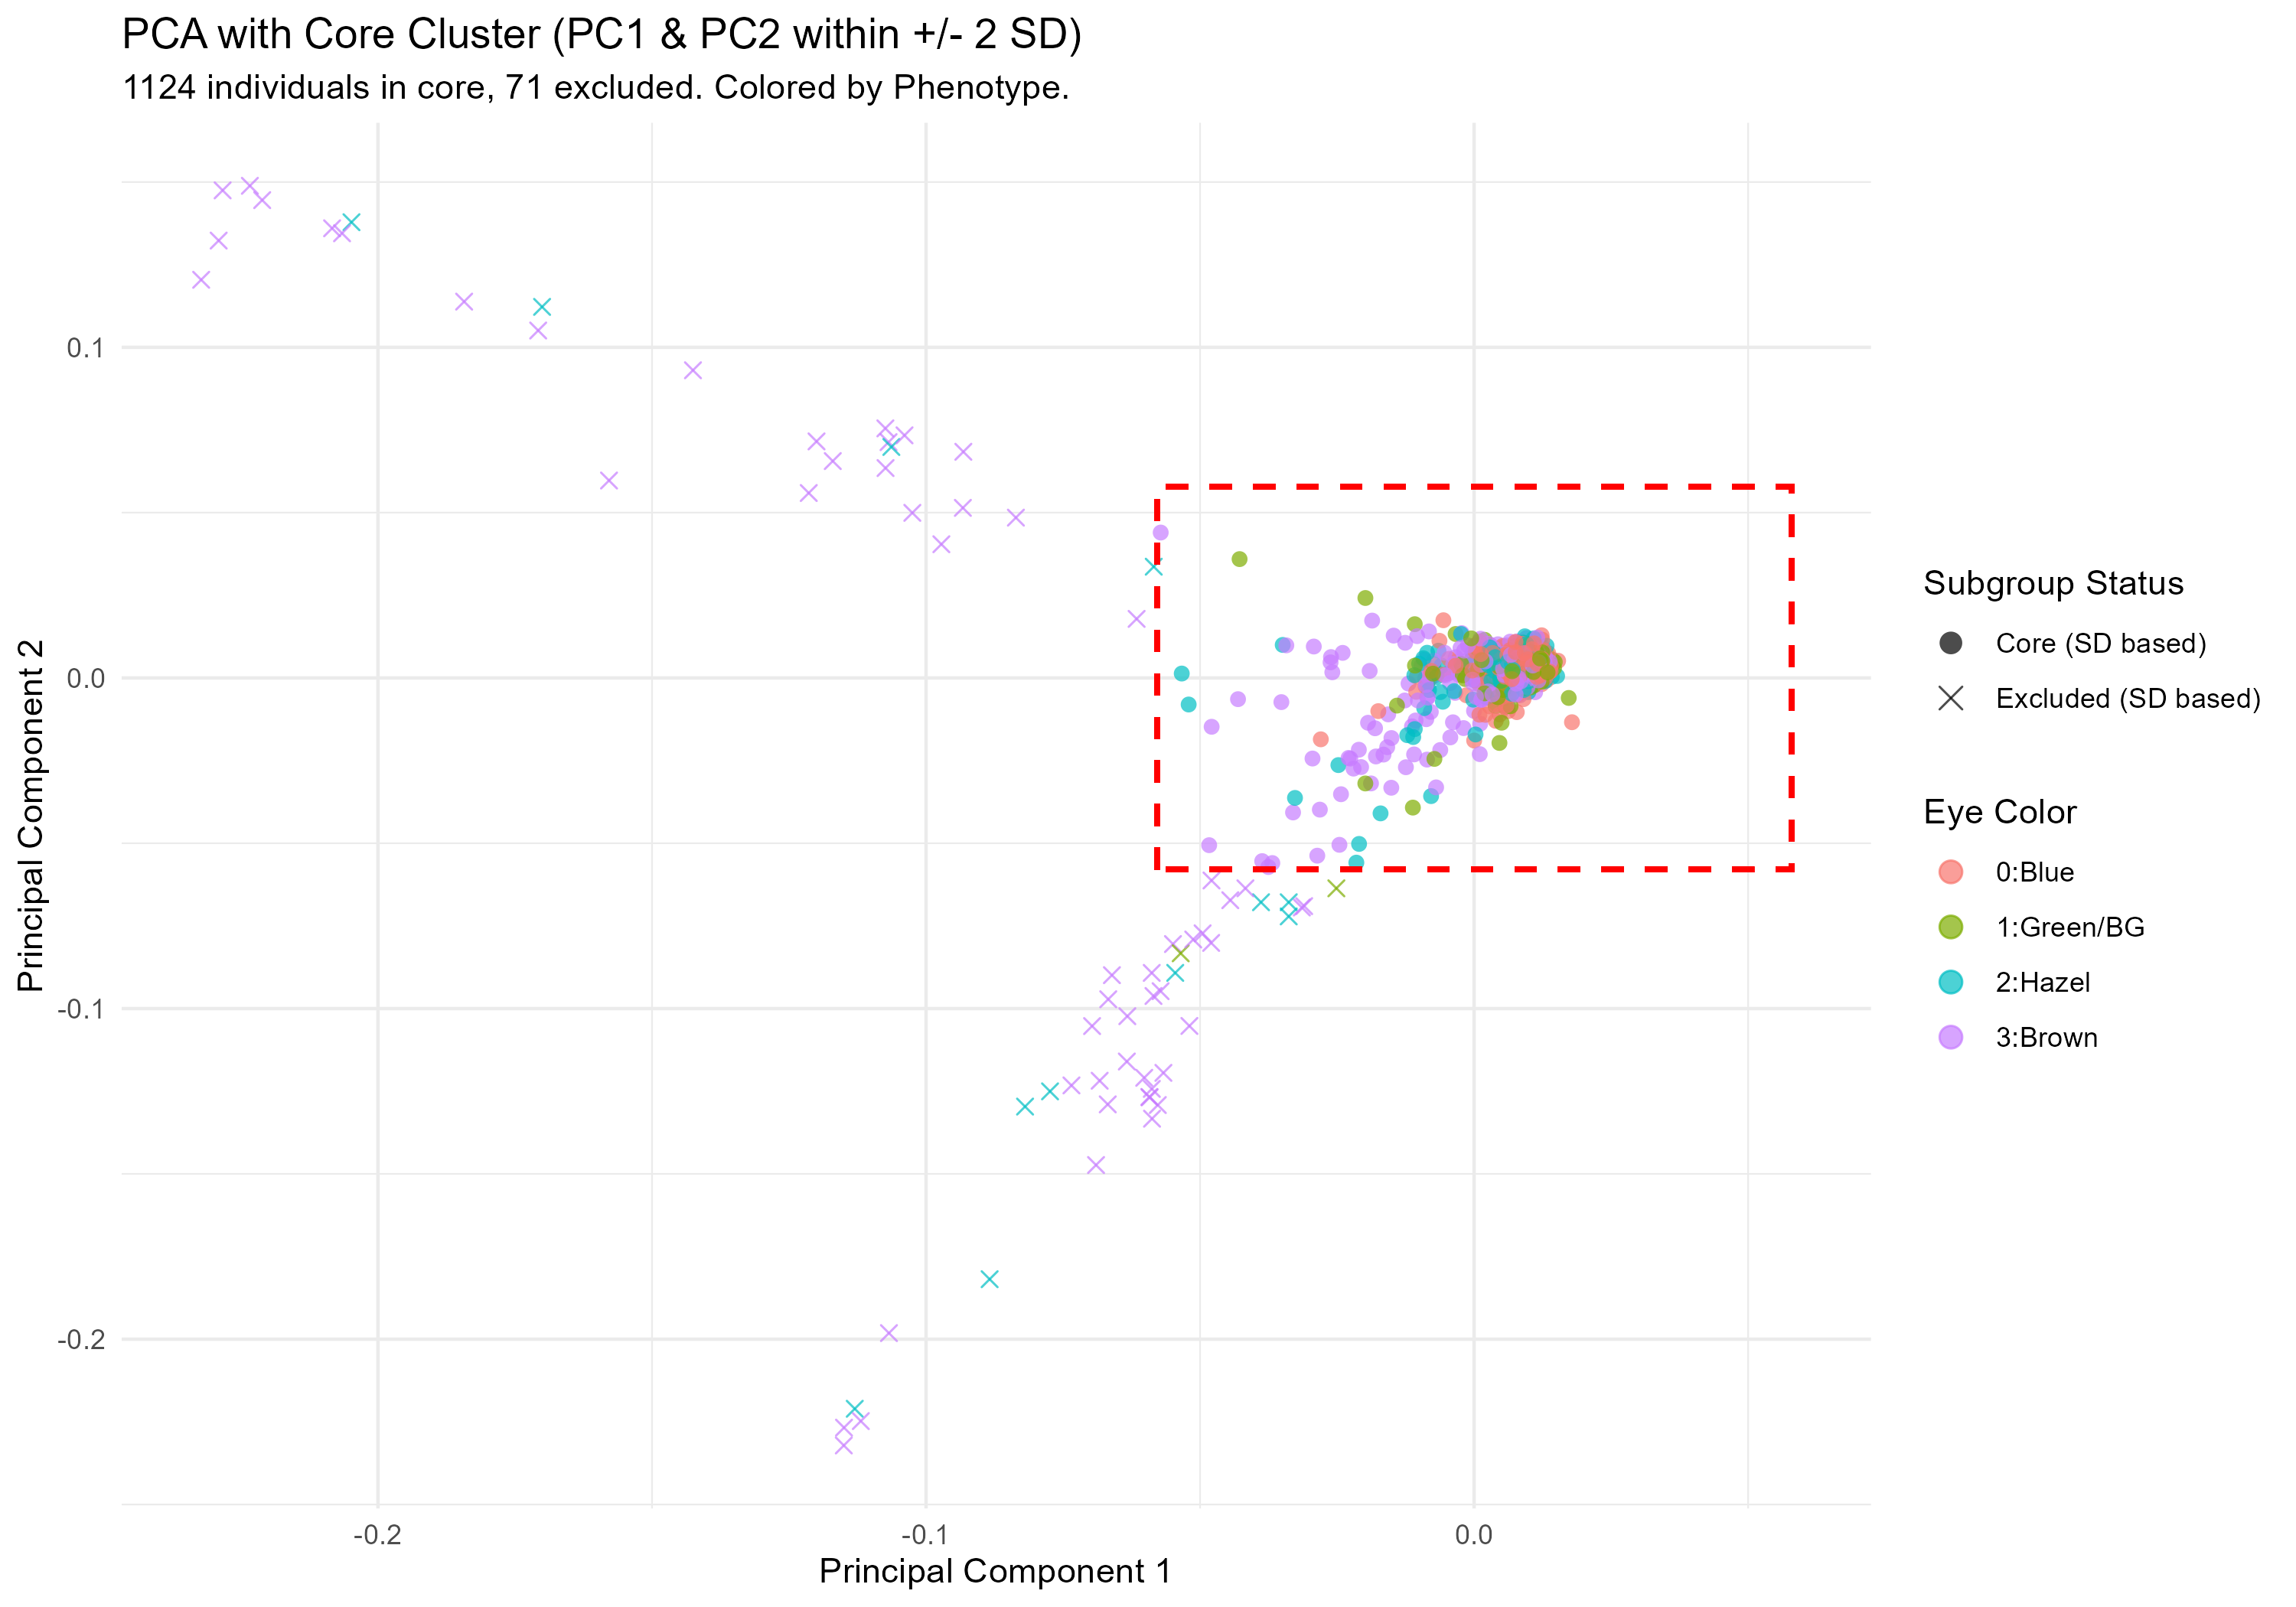 PCA with Core Cluster (PC1 & PC2 within +/- 2 SD)
1124 individuals in core, 71 excluded. Colored by Phenotype.
Principal Component 2
0.1
0.0
-0.1
-0.2
-0.2
-0.1
0.0
Principal Component 1
Subgroup Status
Core (SD based)
Excluded (SD based)
Eye Color
0:Blue
1:Green/BG
2:Hazel
3:Brown